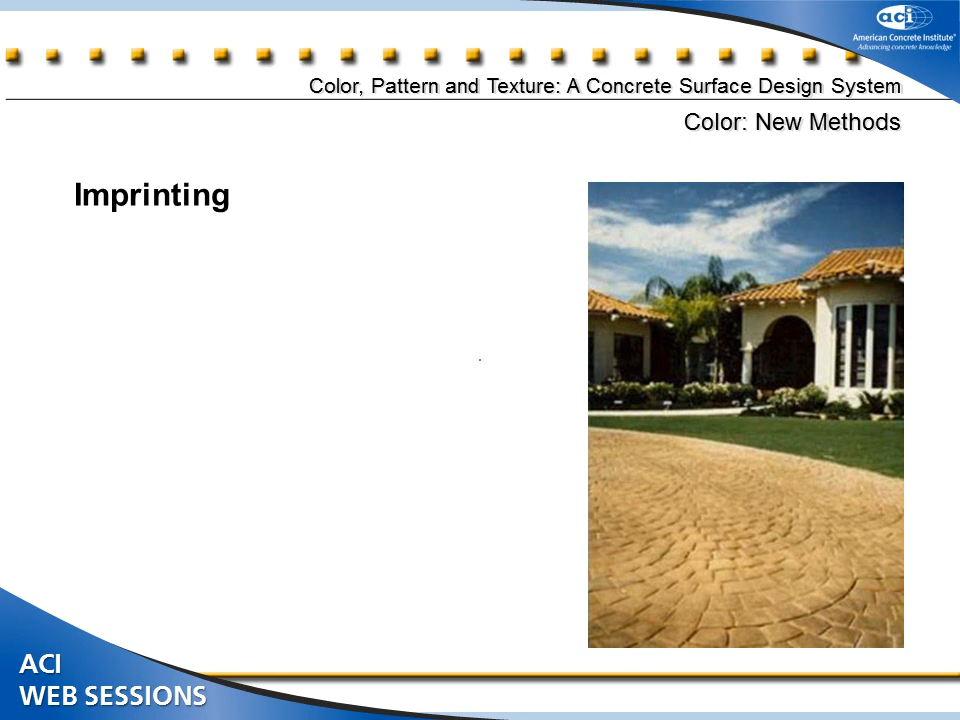 aci
American Concrete Institute®
Advancing concrete knowledge
Color, Pattern and Texture: A Concrete Surface Design System
Color: New Methods
Imprinting
.
ACI
WEB SESSIONS